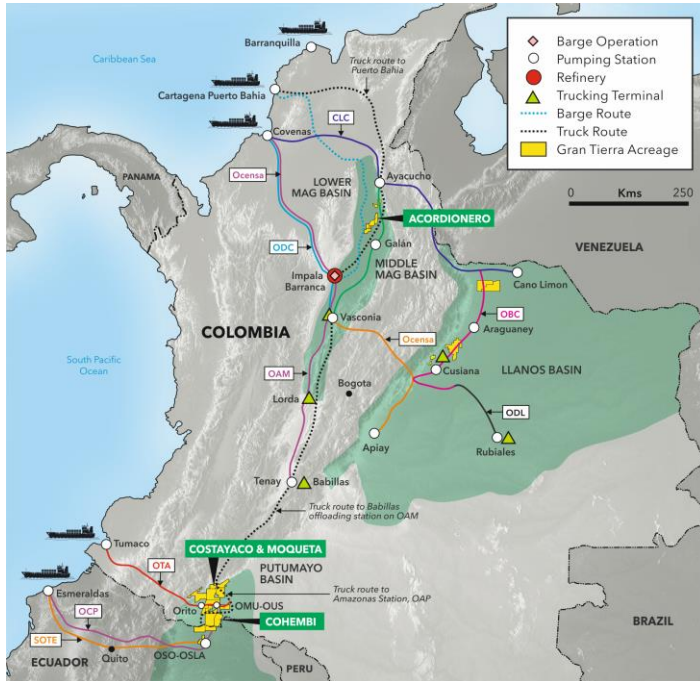 Caribbean Sea
Barranquilla
Truck route to
Puerto Bahia
Cartagena Puerto Bahia
Barge Operation
Pumping Station
Refinery
Trucking Terminal
Barge Route
Truck Route
Gran Tierra Acreage
0
250
Kms
CLC
Covenas
Ocensa
LOWER
MAG BASIN
Ayacucho
PANAMA
ACORDIONERO
ODC
Galán
VENEZUELA
MIDDLE
MAG BASIN
Impala
Barranca
Cano Limon
COLOMBIA
Vasconia
OBC
Araguaney
Ocensa
South Pacific
Ocean
OAM
Cusiana
LLANOS BASIN
Bogota
Lorda
ODL
Apiay
Rubiales
Tenay
Babillas
Truck route to Babillas
offloading station on OAM
Tumaco
COSTAYACO & MOQUETA
OTA
PUTUMAYO
BASIN
Truck route to
Amazonas Station, OAP
Esmeraldas
OCP
Orito
OMU-OUS
COHEMBI
SOTE
BRAZIL
ECUADOR
Quito
OSO-OSLA
PERU